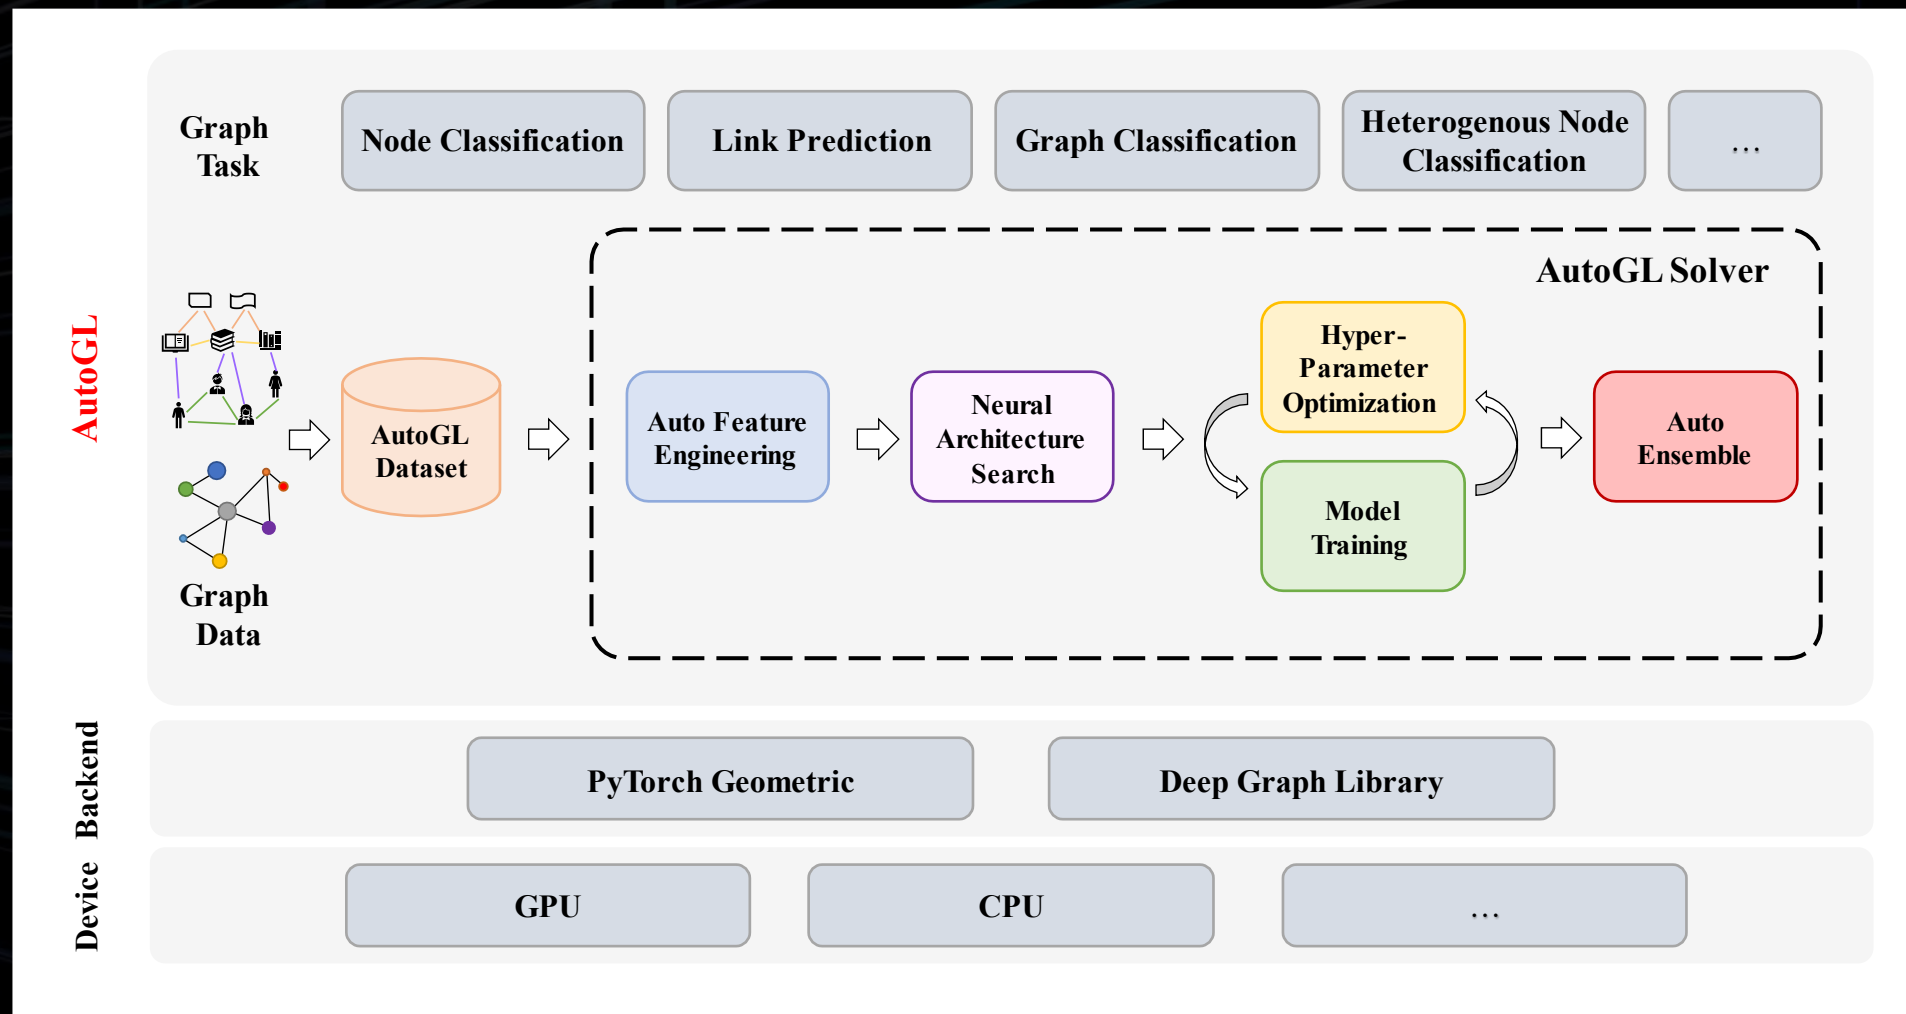 Graph
Task
Node Classification
Link Prediction
Graph Classification
Heterogenous Node
Classification
...
AutoGL
AutoGL Solver
Graph
Data
AutoGL
Dataset
Auto Feature
Engineering
Neural
Architecture
Search
Hyper-
Parameter
Optimization
Model
Training
Auto
Ensemble
Backend
PyTorch Geometric
Deep Graph Library
Device
GPU
CPU
...